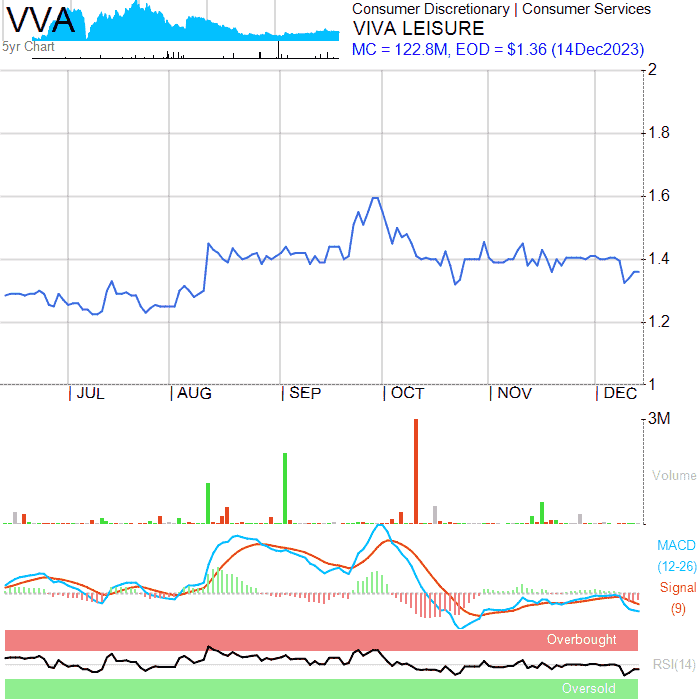 VVA
5yr Chart
Consumer Discretionary | Consumer Services
VIVA LEISURE
MC = 122.8M, EOD = $1.36 (14Dec2023)
2
1.8
1.6
1.4
1.2
1
JUL AUG SEP OCT NOV DEC
3M
Volume
MACD
(12-26)
Signal
(9)
Overbought
RSI(14)
Oversold